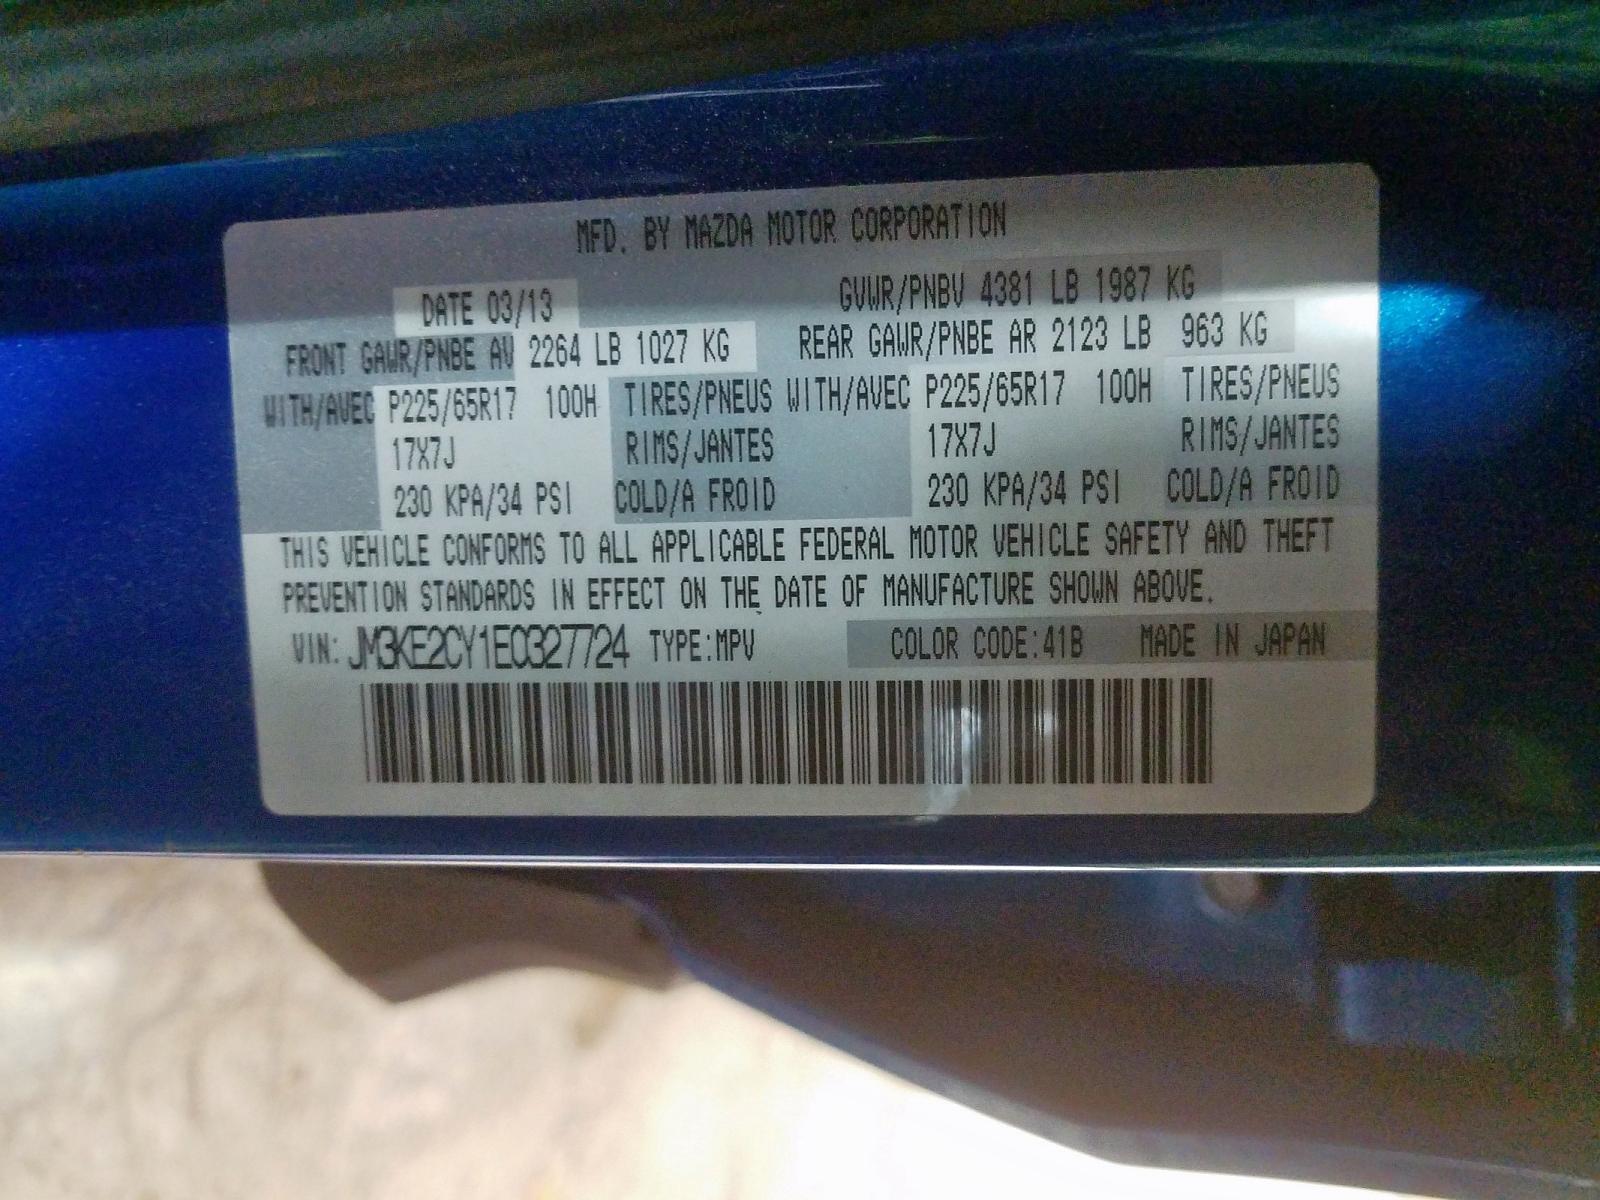 MFD. BY MAZDA MOTOR CORPORATION
DATE 03/13 GVWR/PNBV 4381 LB 1987 KG
FRONT GAWR/PNBE AV 2264 LB 1027 KG REAR GAWR/PNBE AR 2123 LB 963 KG
WITH/AVEC P225/65R17 100H TIRES/PNEUS WITH/AVEC P225/65R17 100H TIRES/PNEUS
17X7J RIMS/JANTES 17X7J RIMS/JANTES
230 KPA/34 PSI COLD/A FROID 230 KPA/34 PSI COLD/A FROID
THIS VEHICLE CONFORMS TO ALL APPLICABLE FEDERAL MOTOR VEHICLE SAFETY AND THEFT
PREVENTION STANDARDS IN EFFECT ON THE DATE OF MANUFACTURE SHOWN ABOVE.
VIN: JM3KE2CY1E0327724 TYPE:MPV COLOR CODE:41B MADE IN JAPAN